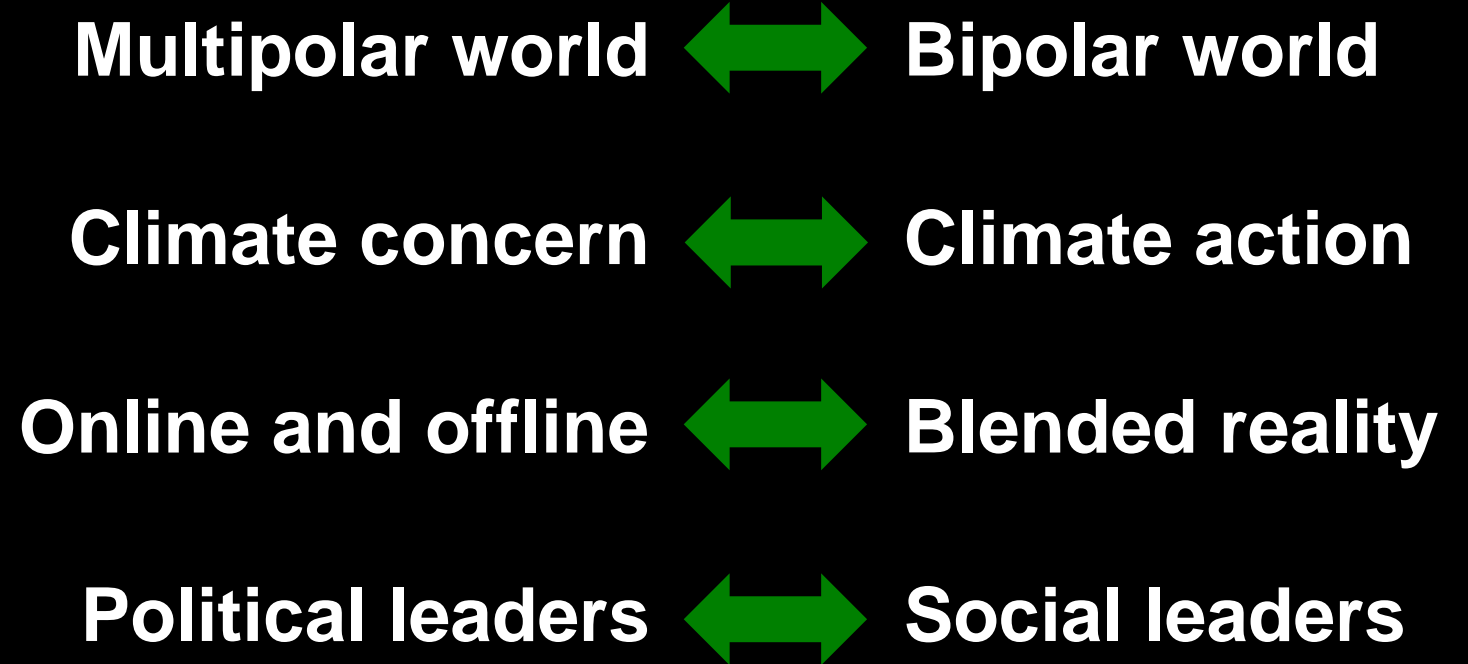 Multipolar world Bipolar world
Climate concern Climate action
Online and offline Blended reality
Political leaders Social leaders